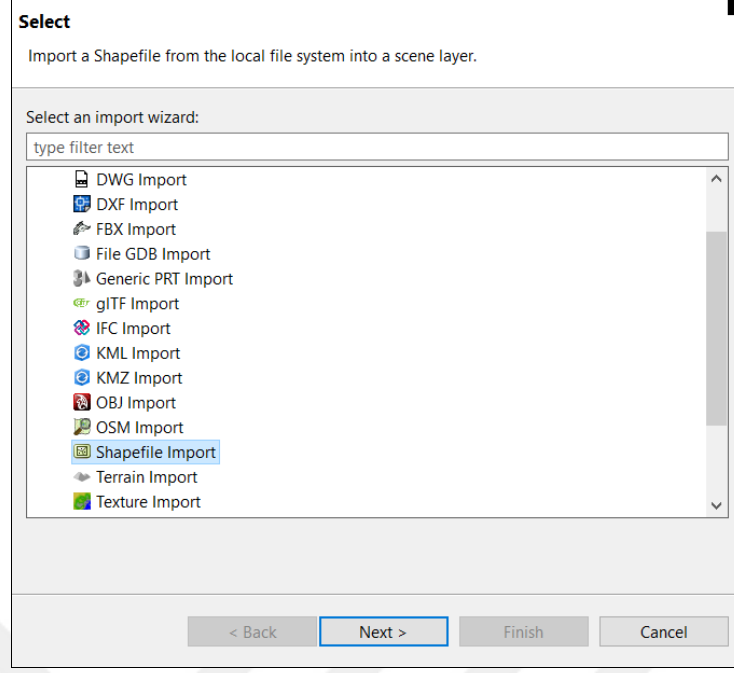 Select
Import a Shapefile from the local file system into a scene layer.
Select an import wizard:
type filter text
DWG Import
DXF Import
FBX Import
File GDB Import
Generic PRT Import
glTF Import
IFC Import
KML Import
KMZ Import
OBJ Import
OSM Import
Shapefile Import
Terrain Import
Texture Import
< Back Next > Finish Cancel